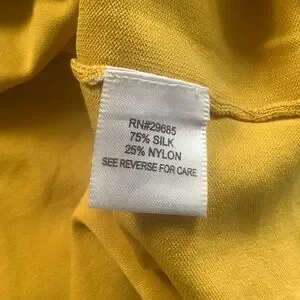 RN#29685
75% SILK
25% NYLON
SEE REVERSE FOR CARE